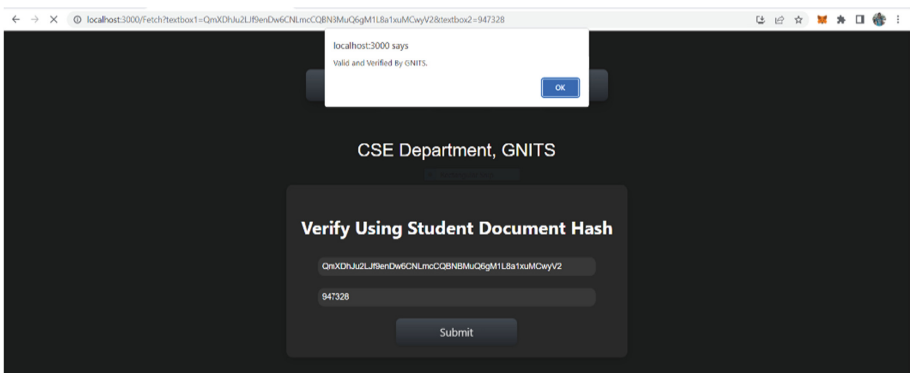 localhost:3000/Fetch?textbox1=QmXDhJu2LJf9enDw6CNLmcCQBN3MuQ6gM1L8a1xuMCwyV2&textbox2=947328
localhost:3000 says
Valid and Verified By GNITS.
OK
CSE Department, GNITS
Verify Using Student Document Hash
QmXDhJu2LJf9enDw6CNLmcCQBNBMuQ6gM1L8a1xuMCwyV2
947328
Submit